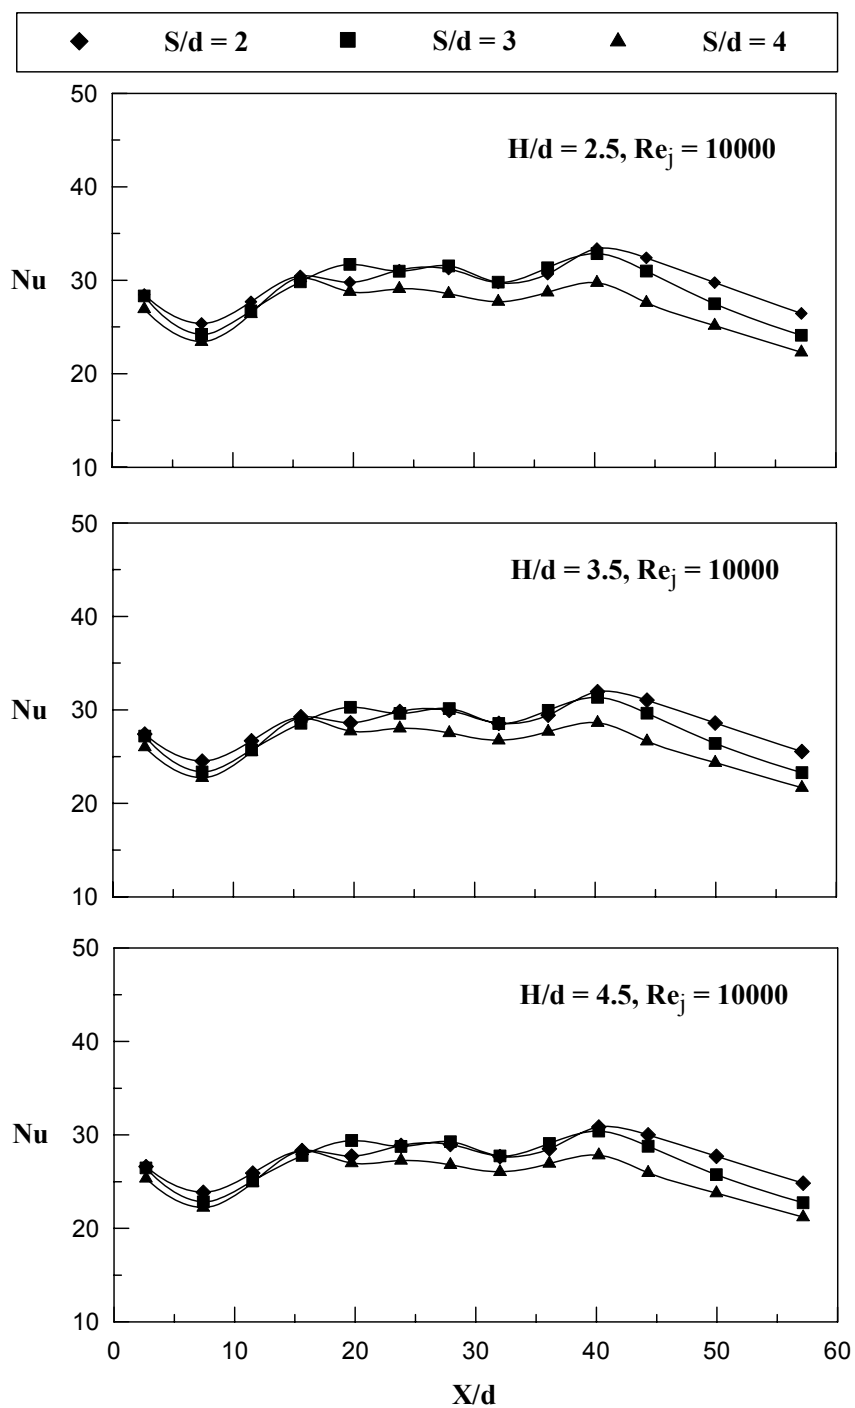 S/d = 2 S/d = 3 S/d = 4
50
H/d = 2.5, Rej = 10000
40
Nu 30
20
10
50
H/d = 3.5, Rej = 10000
40
Nu 30
20
10
50
H/d = 4.5, Rej = 10000
40
Nu 30
20
10
0 10 20 30 40 50 60
X/d